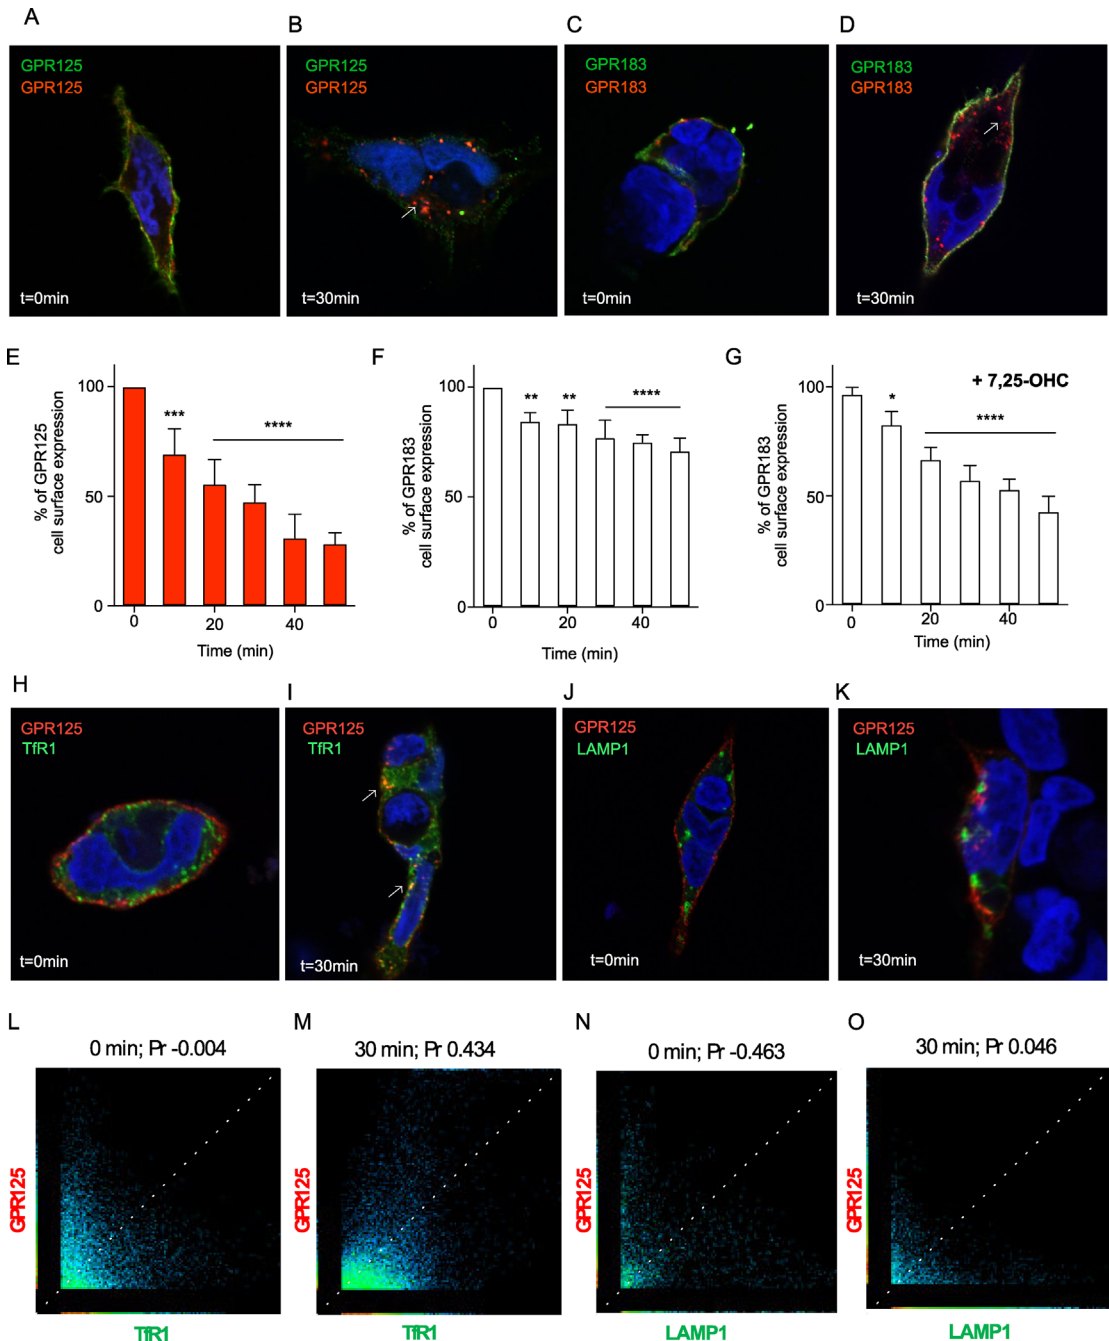 A
B
C
D
GPR125
GPR125
t=0min
GPR125
GPR125
t=30min
GPR183
GPR183
t=0min
GPR183
GPR183
t=30min
E
% of GPR125
cell surface expression
100
50
0
***
****
0
20
40
Time (min)
F
% of GPR183
cell surface expression
100
50
0
**
**
****
0
20
40
Time (min)
G
+ 7,25-OHC
% of GPR183
cell surface expression
100
50
0
*
****
0
20
40
Time (min)
H
GPR125
TfR1
t=0min
I
GPR125
TfR1
t=30min
J
GPR125
LAMP1
t=0min
K
GPR125
LAMP1
t=30min
L
0 min; Pr -0.004
GPR125
TfR1
M
30 min; Pr 0.434
GPR125
TfR1
N
0 min; Pr -0.463
GPR125
LAMP1
O
30 min; Pr 0.046
GPR125
LAMP1